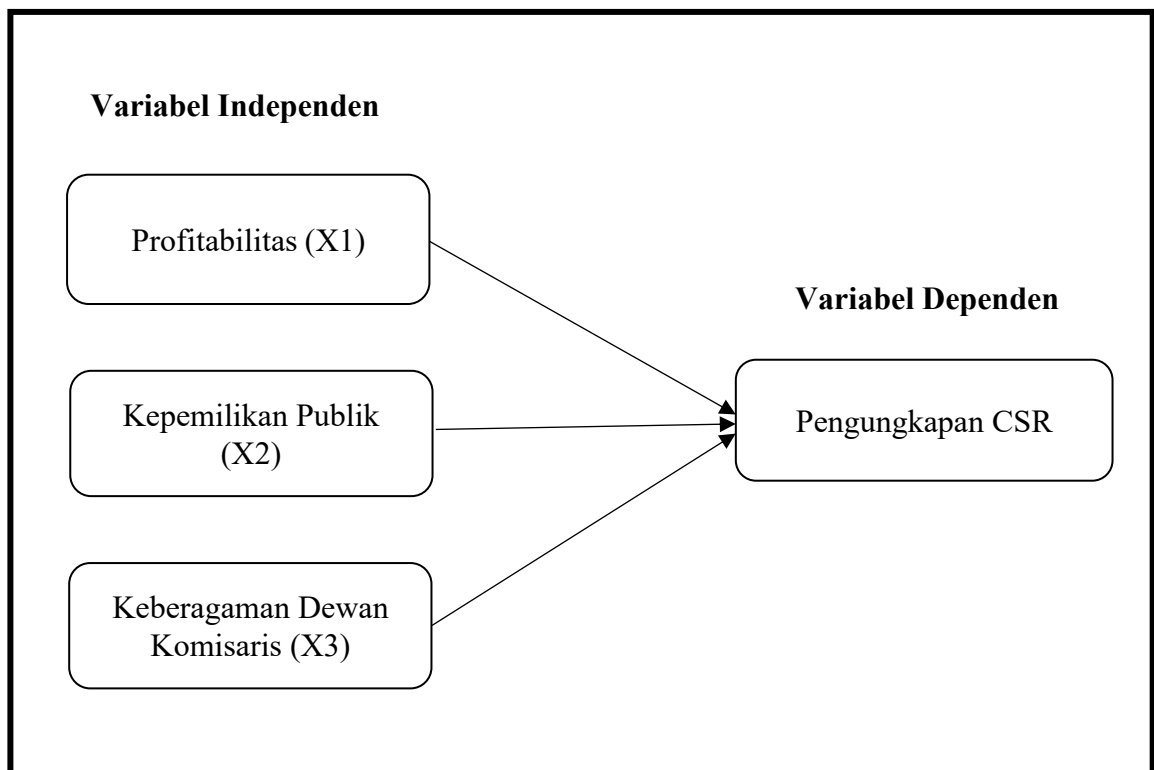 Variabel Independen
Profitabilitas (X1)
Kepemilikan Publik
(X2)
Keberagaman Dewan
Komisaris (X3)
Variabel Dependen
Pengungkapan CSR